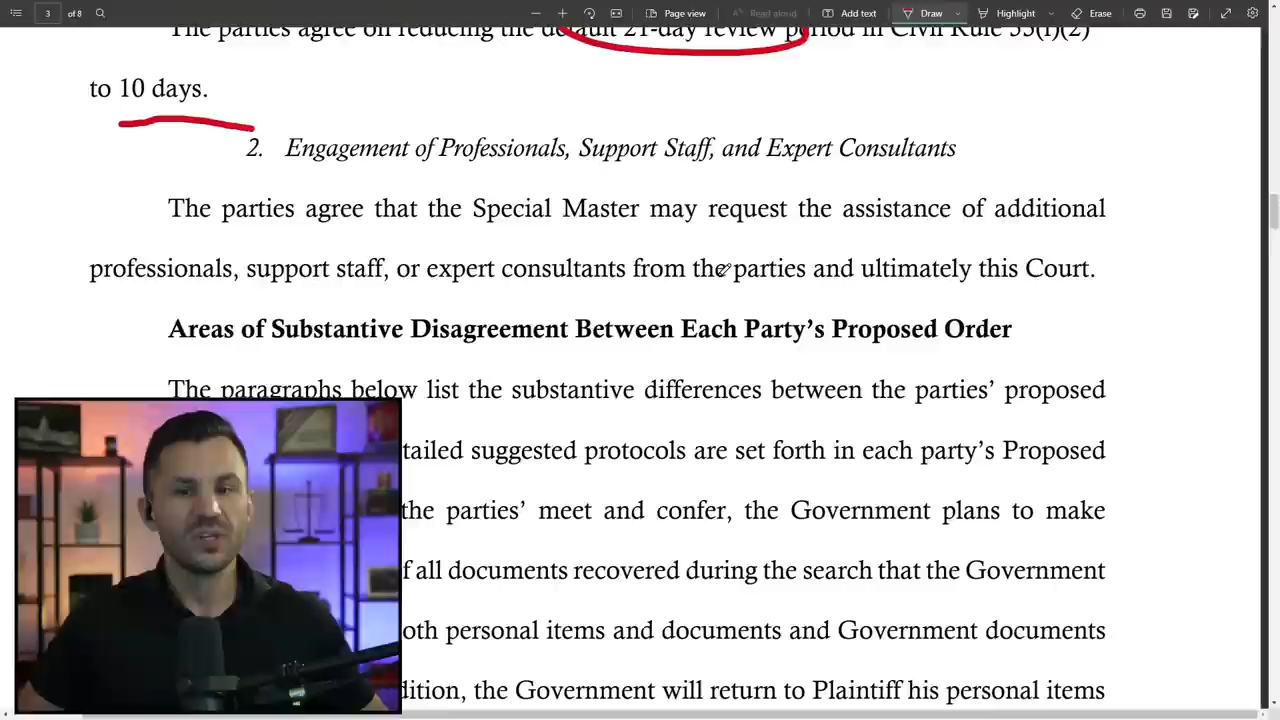 3 of 8
Page view
Read aloud
Add text
Draw
Highlight
Erase
The parties agree on reducing the default 21-day review period in Civil Rule 53(f)(2)
to 10 days.
2. Engagement of Professionals, Support Staff, and Expert Consultants
The parties agree that the Special Master may request the assistance of additional
professionals, support staff, or expert consultants from the parties and ultimately this Court.
Areas of Substantive Disagreement Between Each Party’s Proposed Order
The paragraphs below list the substantive differences between the parties’ proposed
tailed suggested protocols are set forth in each party’s Proposed
the parties’ meet and confer, the Government plans to make
f all documents recovered during the search that the Government
oth personal items and documents and Government documents
dition, the Government will return to Plaintiff his personal items